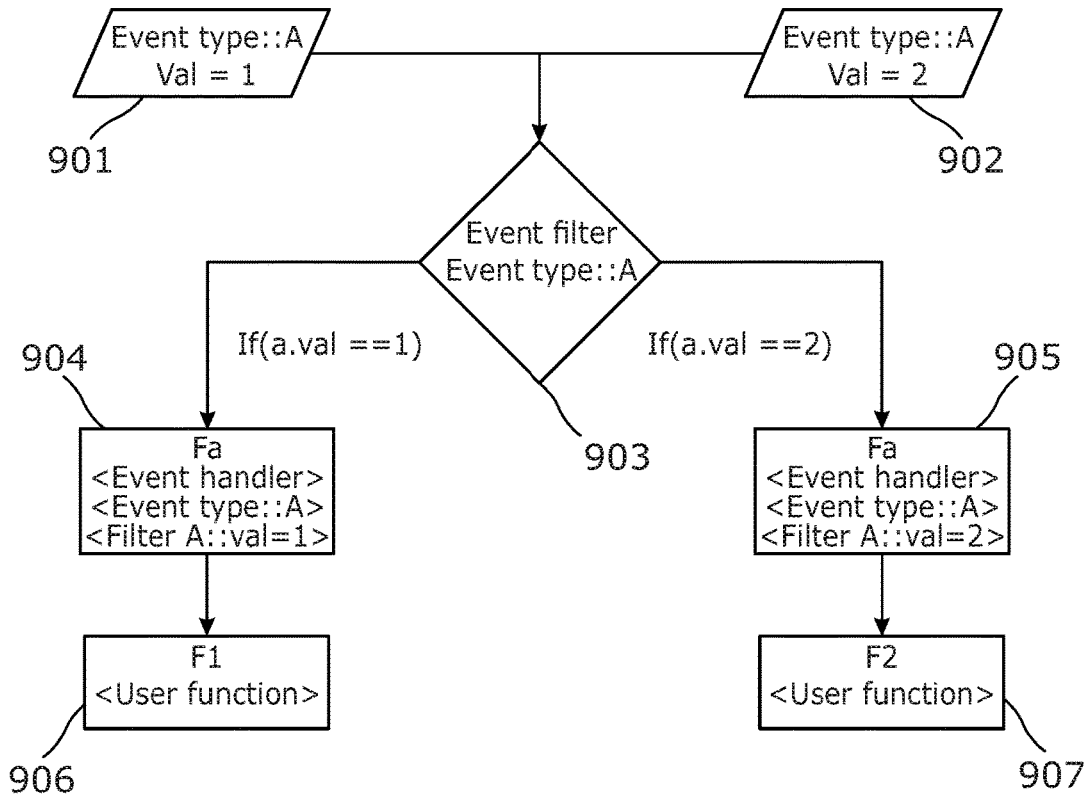 Event type::A
Val = 1
Event type::A
Val = 2
901
902
Event filter
Event type::A
If(a.val ==1)
If(a.val ==2)
904
905
903
Fa
<Event handler>
<Event type::A>
<Filter A::val=1>
Fa
<Event handler>
<Event type::A>
<Filter A::val=2>
F1
<User function>
F2
<User function>
906
907